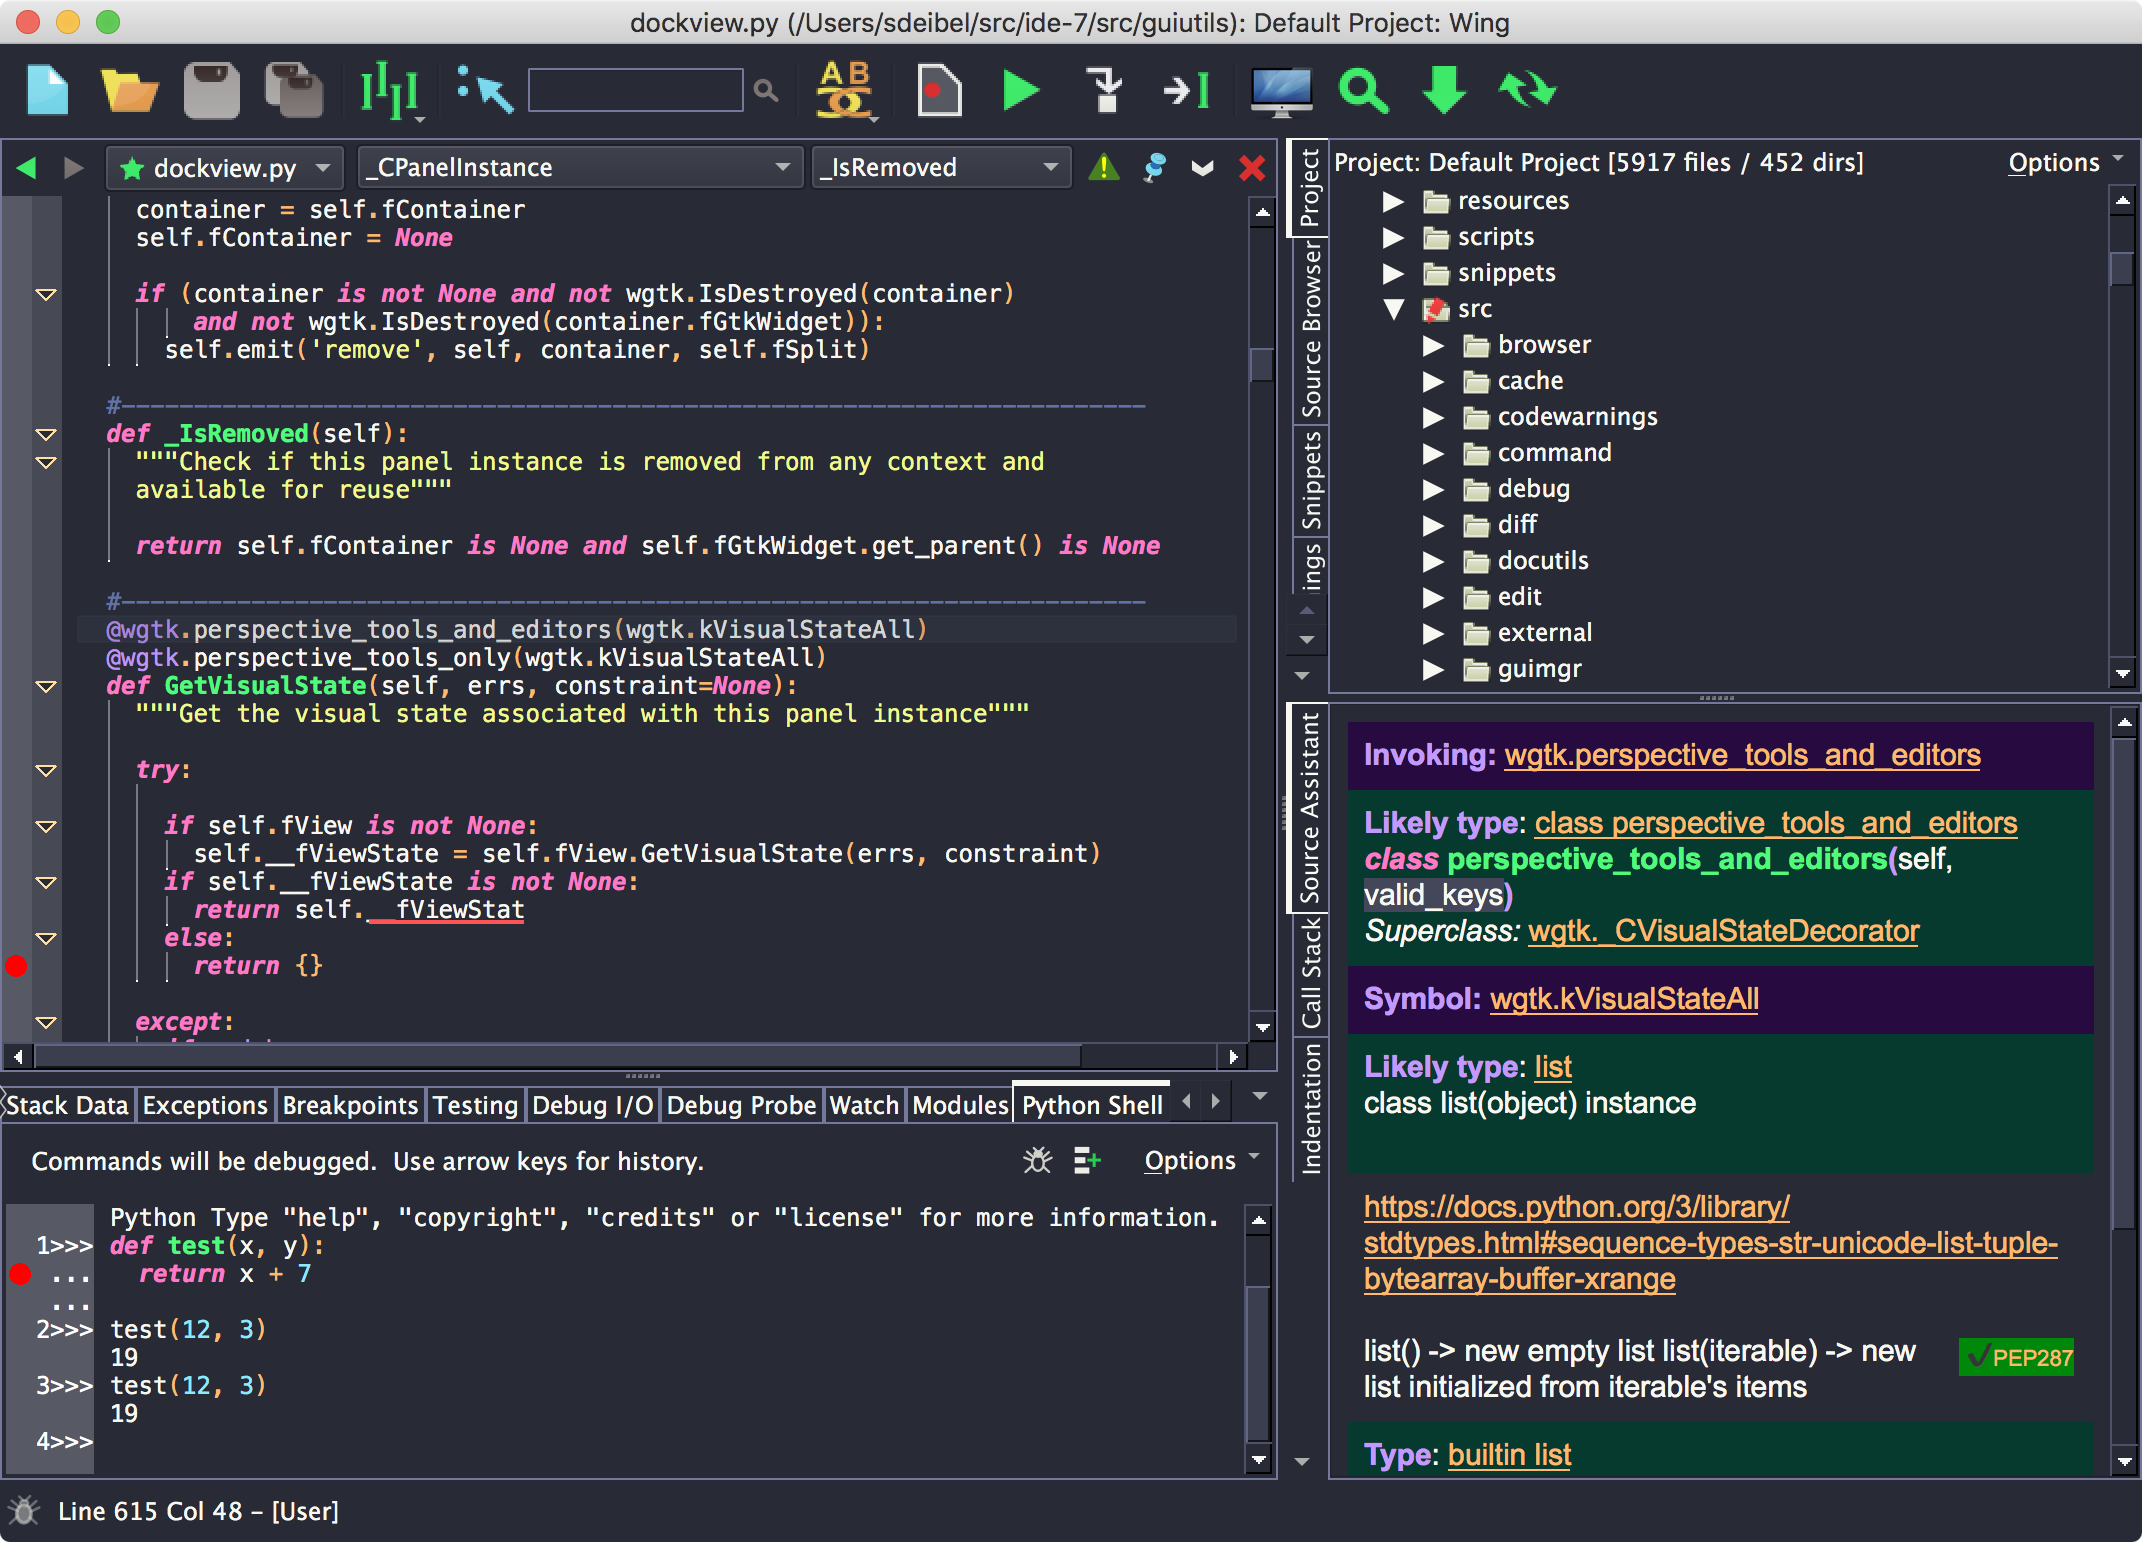 dockview.py (/Users/sdeibel/src/ide-7/src/guiutils): Default Project: Wing
A B
dockview.py
_CPanelInstance
_IsRemoved
container = self.fContainer
self.fContainer = None
if (container is not None and not wgtk.IsDestroyed(container)
and not wgtk.IsDestroyed(container.fGtkWidget)):
self.emit('remove', self, container, self.fSplit)
#-----------------------------------------------------------------------
def _IsRemoved(self):
"""Check if this panel instance is removed from any context and
available for reuse"""
return self.fContainer is None and self.fGtkWidget.get_parent() is None
#-----------------------------------------------------------------------
@wgtk.perspective_tools_and_editors(wgtk.kVisualStateAll)
@wgtk.perspective_tools_only(wgtk.kVisualStateAll)
def GetVisualState(self, errs, constraint=None):
"""Get the visual state associated with this panel instance"""
try:
if self.fView is not None:
self.__fViewState = self.fView.GetVisualState(errs, constraint)
if self.__fViewState is not None:
return self.__fViewStat
else:
return {}
except:
Stack Data
Exceptions
Breakpoints
Testing
Debug I/O
Debug Probe
Watch
Modules
Python Shell
Commands will be debugged.  Use arrow keys for history.
Options
Python Type "help", "copyright", "credits" or "license" for more information.
1>>> def test(x, y):
... return x + 7
...
2>>> test(12, 3)
19
3>>> test(12, 3)
19
4>>>
Line 615 Col 48 – [User]
Project
Source Browser
Snippets
ings
Project: Default Project [5917 files / 452 dirs]
Options
resources
scripts
snippets
src
browser
cache
codewarnings
command
debug
diff
docutils
edit
external
guimgr
Source Assistant
Call Stack
Indentation
Invoking: wgtk.perspective_tools_and_editors
Likely type: class perspective_tools_and_editors
class perspective_tools_and_editors(self,
valid_keys)
Superclass: wgtk._CVisualStateDecorator
Symbol: wgtk.kVisualStateAll
Likely type: list
class list(object) instance
https://docs.python.org/3/library/
stdtypes.html#sequence-types-str-unicode-list-tuple-
bytearray-buffer-xrange
list() -> new empty list list(iterable) -> new
list initialized from iterable's items
✓PEP287
Type: builtin list